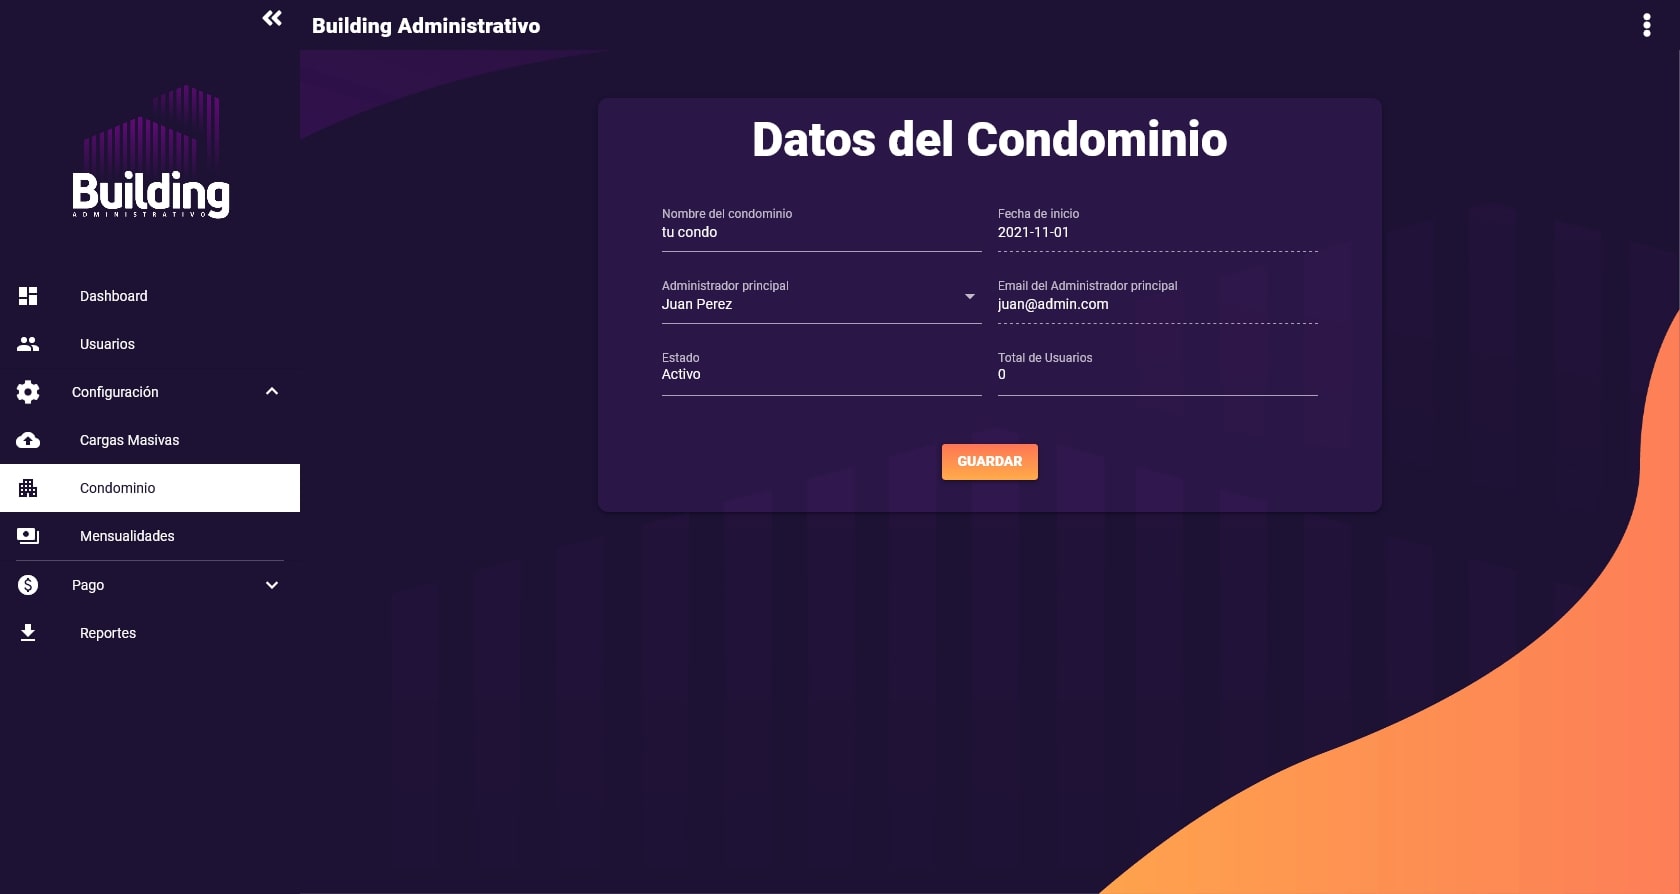 Building Administrativo
Building
ADMINISTRATIVO
Dashboard
Usuarios
Configuración
Cargas Masivas
Condominio
Mensualidades
Pago
Reportes
Datos del Condominio
Nombre del condominio
tu condo
Fecha de inicio
2021-11-01
Administrador principal
Juan Perez
Email del Administrador principal
juan@admin.com
Estado
Activo
Total de Usuarios
0
GUARDAR